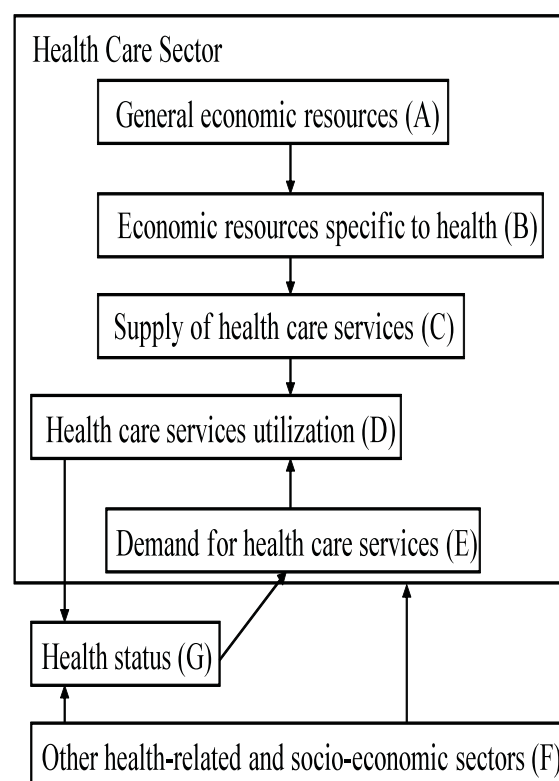 Health Care Sector
General economic resources (A)
Economic resources specific to health (B)
Supply of health care services (C)
Health care services utilization (D)
Demand for health care services (E)
Health status (G)
Other health-related and socio-economic sectors (F)